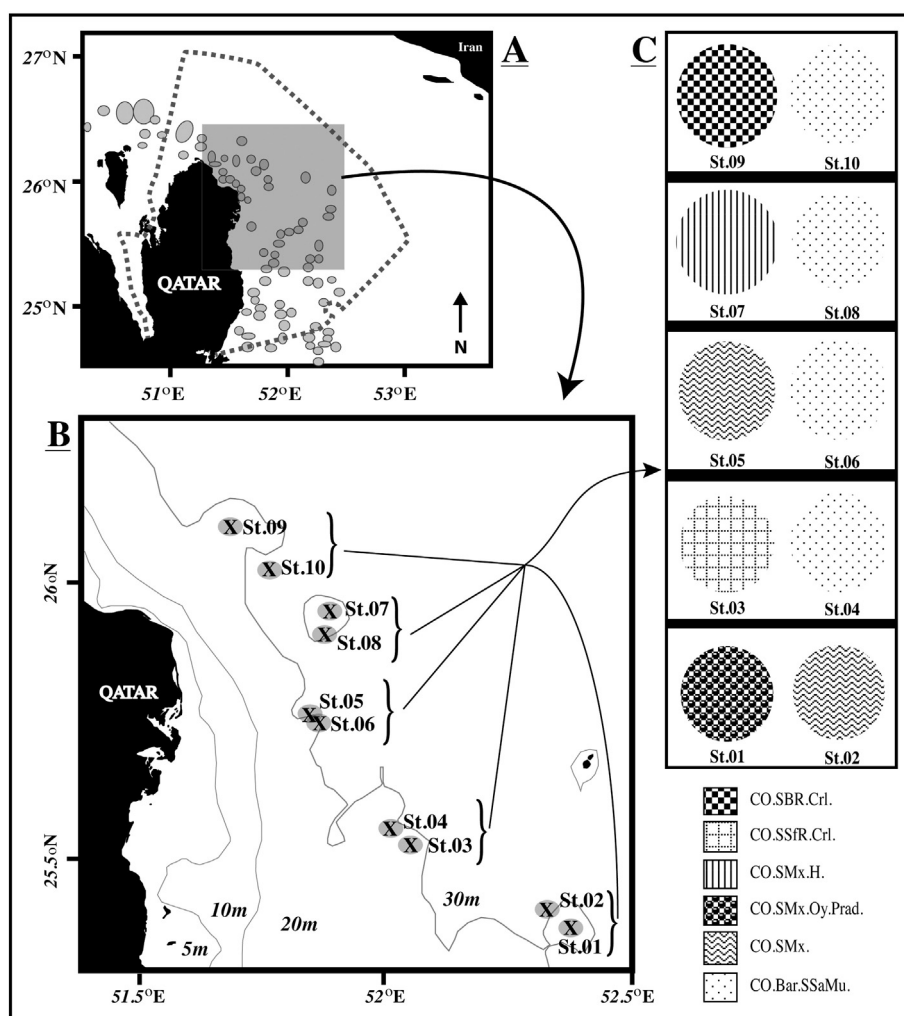 A
27°N
26°N
25°N
Iran
QATAR
N
51°E
52°E
53°E
B
26°N
25.5°N
St.09
St.10
St.07
St.08
St.05
St.06
St.04
St.03
St.02
St.01
QATAR
30m
10m
20m
5m
51.5°E
52°E
52.5°E
C
St.09 St.10
St.07 St.08
St.05 St.06
St.03 St.04
St.01 St.02
CO.SBR.Crl.
CO.SSfR.Crl.
CO.SMx.H.
CO.SMx.Oy.Prad.
CO.SMx.
CO.Bar.SSaMu.